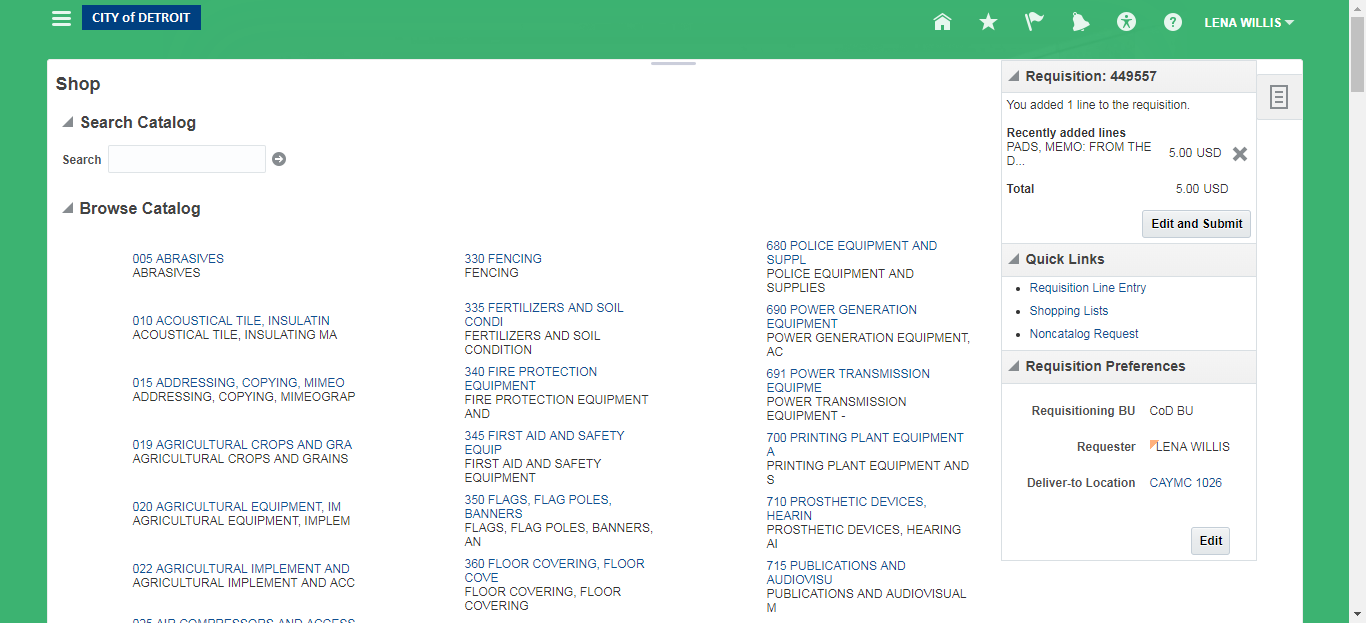 CITY of DETROIT
LENA WILLIS
Shop
Search Catalog
Search
Browse Catalog
005 ABRASIVES
ABRASIVES
010 ACOUSTICAL TILE, INSULATIN
ACOUSTICAL TILE, INSULATING MA
015 ADDRESSING, COPYING, MIMEO
ADDRESSING, COPYING, MIMEOGRAP
019 AGRICULTURAL CROPS AND GRA
AGRICULTURAL CROPS AND GRAINS
020 AGRICULTURAL EQUIPMENT, IM
AGRICULTURAL EQUIPMENT, IMPLEM
022 AGRICULTURAL IMPLEMENT AND
AGRICULTURAL IMPLEMENT AND ACC
025 AIR COMPRESSORS AND ACCESS
330 FENCING
FENCING
335 FERTILIZERS AND SOIL
CONDI
FERTILIZERS AND SOIL
CONDITION
340 FIRE PROTECTION
EQUIPMENT
FIRE PROTECTION EQUIPMENT
AND
345 FIRST AID AND SAFETY
EQUIP
FIRST AID AND SAFETY
EQUIPMENT
350 FLAGS, FLAG POLES,
BANNERS
FLAGS, FLAG POLES, BANNERS,
AN
360 FLOOR COVERING, FLOOR
COVE
FLOOR COVERING, FLOOR
COVERING
680 POLICE EQUIPMENT AND
SUPPL
POLICE EQUIPMENT AND
SUPPLIES
690 POWER GENERATION
EQUIPMENT
POWER GENERATION EQUIPMENT,
AC
691 POWER TRANSMISSION
EQUIPME
POWER TRANSMISSION
EQUIPMENT -
700 PRINTING PLANT EQUIPMENT
A
PRINTING PLANT EQUIPMENT AND
S
710 PROSTHETIC DEVICES,
HEARIN
PROSTHETIC DEVICES, HEARING
AI
715 PUBLICATIONS AND
AUDIOVISU
PUBLICATIONS AND AUDIOVISUAL
M
Requisition: 449557
You added 1 line to the requisition.
Recently added lines
PADS, MEMO: FROM THE
D...
5.00 USD
Total 5.00 USD
Edit and Submit
Quick Links
Requisition Line Entry
Shopping Lists
Noncatalog Request
Requisition Preferences
Requisitioning BU CoD BU
Requester LENA WILLIS
Deliver-to Location CAYMC 1026
Edit